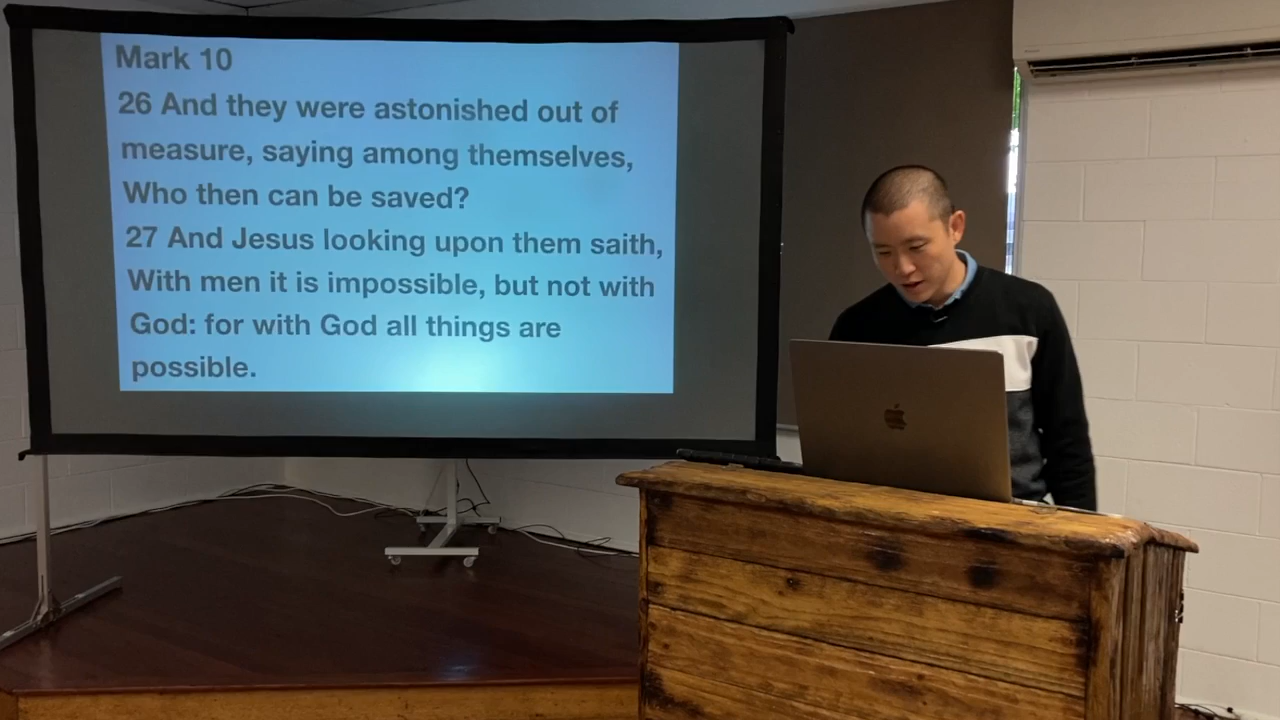 Mark 10
26 And they were astonished out of
measure, saying among themselves,
Who then can be saved?
27 And Jesus looking upon them saith,
With men it is impossible, but not with
God: for with God all things are
possible.